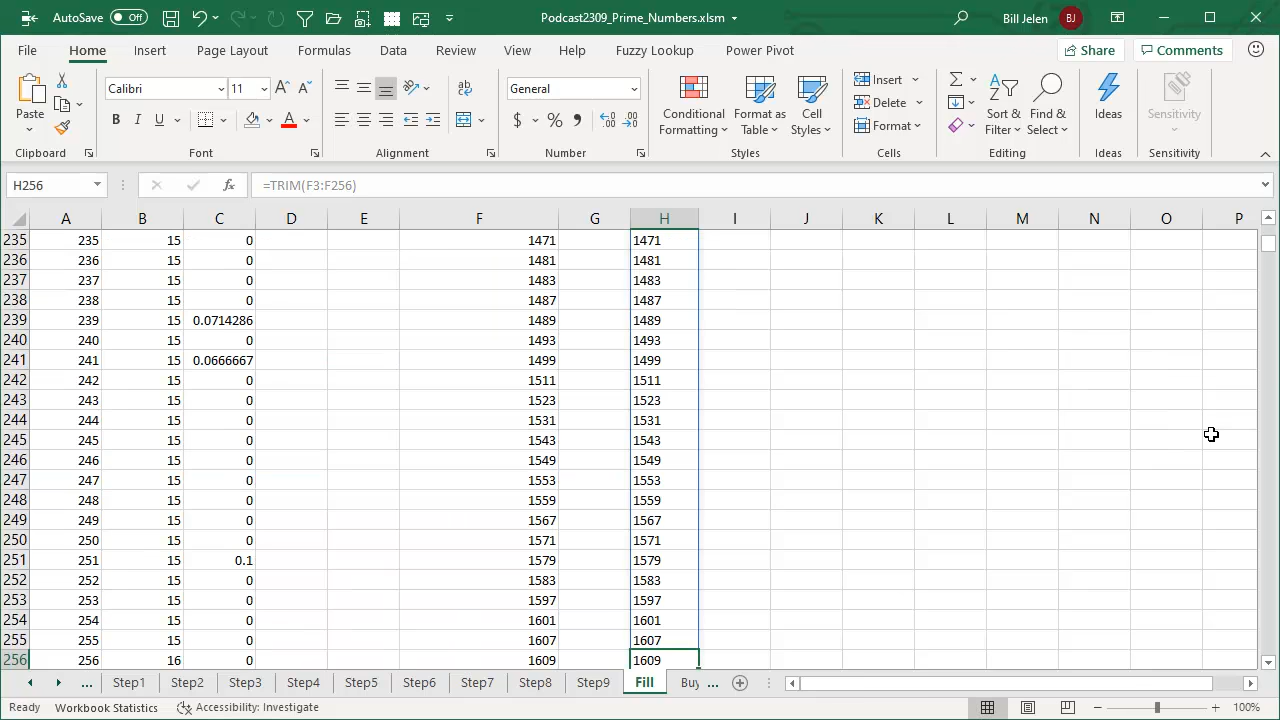 AutoSave Off Podcast2309_Prime_Numbers.xlsm Bill Jelen BJ
File Home Insert Page Layout Formulas Data Review View Help Fuzzy Lookup Power Pivot Share Comments
Calibri 11 General Insert
Paste Conditional Formatting Format as Table Cell Styles Delete Sort & Filter Find & Select Ideas Sensitivity
B I U A $ % Format
Clipboard Font Alignment Number Styles Cells Editing Ideas Sensitivity
H256 fx =TRIM(F3:F256)
A B C D E F G H I J K L M N O P
235 235 15 0 1471 1471
236 236 15 0 1481 1481
237 237 15 0 1483 1483
238 238 15 0 1487 1487
239 239 15 0.0714286 1489 1489
240 240 15 0 1493 1493
241 241 15 0.0666667 1499 1499
242 242 15 0 1511 1511
243 243 15 0 1523 1523
244 244 15 0 1531 1531
245 245 15 0 1543 1543
246 246 15 0 1549 1549
247 247 15 0 1553 1553
248 248 15 0 1559 1559
249 249 15 0 1567 1567
250 250 15 0 1571 1571
251 251 15 0.1 1579 1579
252 252 15 0 1583 1583
253 253 15 0 1597 1597
254 254 15 0 1601 1601
255 255 15 0 1607 1607
256 256 16 0 1609 1609
... Step1 Step2 Step3 Step4 Step5 Step6 Step7 Step8 Step9 Fill Buy ...
Ready Workbook Statistics Accessibility: Investigate 100%